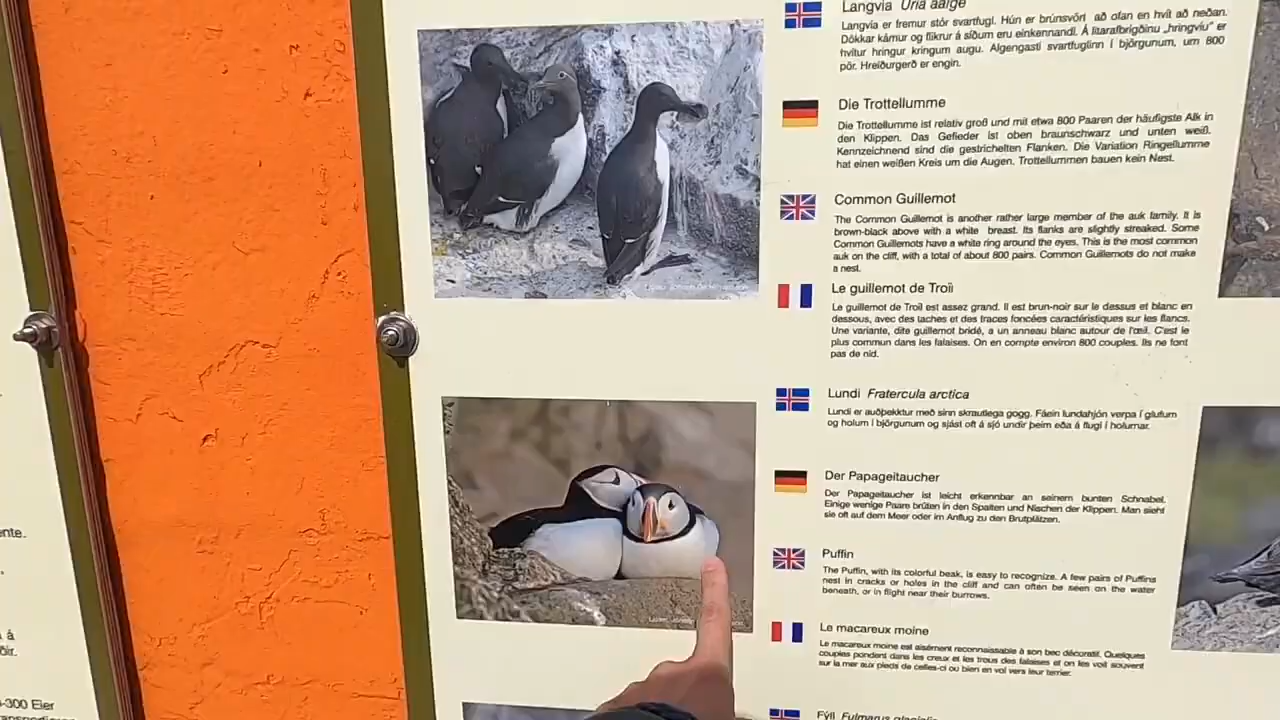 Langvía Uria aalge
Langvía er fremur stór svartfugl. Hún er brúnsvört að ofan en hvít að neðan.
Dökkar kámur og flikrur á síðum eru einkennandi. Á litarafbrigðinu „hringvíu" er
hvítur hringur kringum augu. Algengasti svartfuglinn í björgunum, um 800
pör. Hreiðurgerð er engin.
Die Trottellumme
Die Trottellumme ist relativ groß und mit etwa 800 Paaren der häufigste Alk in
den Klippen. Das Gefieder ist oben braunschwarz und unten weiß.
Kennzeichnend sind die gestrichelten Flanken. Die Variation Ringellumme
hat einen weißen Kreis um die Augen. Trottellummen bauen kein Nest.
Common Guillemot
The Common Guillemot is another rather large member of the auk family. It is
brown-black above with a white breast. Its flanks are slightly streaked. Some
Common Guillemots have a white ring around the eyes. This is the most common
auk on the cliff, with a total of about 800 pairs. Common Guillemots do not make
a nest.
Le guillemot de Troïl
Le guillemot de Troïl est assez grand. Il est brun-noir sur le dessus et blanc en
dessous, avec des taches et des traces foncées caractéristiques sur les flancs.
Une variante, dite guillemot bridé, a un anneau blanc autour de l'œil. C'est le
plus commun dans les falaises. On en compte environ 800 couples. Ils ne font
pas de nid.
Lundi Fratercula arctica
Lundi er auðþekktur með sinn skrautlega gogg. Fáein lundahjón verpa í glufum
og holum í björgunum og sjást oft á sjó undir þeim eða á flugi í holurnar.
Der Papageitaucher
Der Papageitaucher ist leicht erkennbar an seinem bunten Schnabel.
Einige wenige Paare brüten in den Spalten und Nischen der Klippen. Man sieht
sie oft auf dem Meer oder im Anflug zu den Brutplätzen.
Puffin
The Puffin, with its colorful beak, is easy to recognize. A few pairs of Puffins
nest in cracks or holes in the cliff and can often be seen on the water
beneath, or in flight near their burrows.
Le macareux moine
Le macareux moine est aisément reconnaissable à son bec décoratif. Quelques
couples pondent dans les creux et les trous des falaises et on les voit souvent
sur la mer aux pieds de celles-ci ou bien en vol vers leur terrier.
Fýll Fulmarus glacialis
ente.
á
ðir.
-300 Eier